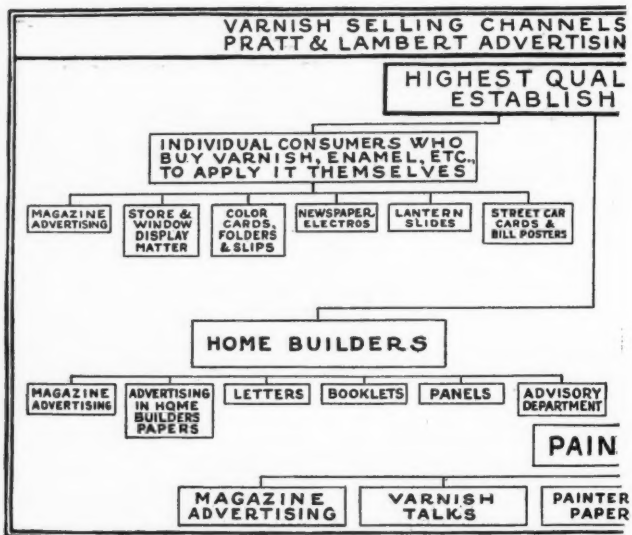 VARNISH SELLING CHANNELS
PRATT & LAMBERT ADVERTISIN
HIGHEST QUAL
ESTABLISH
INDIVIDUAL CONSUMERS WHO
BUY VARNISH, ENAMEL, ETC.,
TO APPLY IT THEMSELVES
MAGAZINE
ADVERTISING
STORE &
WINDOW
DISPLAY
MATTER
COLOR
CARDS,
FOLDERS
& SLIPS
NEWSPAPER
ELECTROS
LANTERN
SLIDES
STREET CAR
CARDS &
BILL POSTERS
HOME BUILDERS
MAGAZINE
ADVERTISING
ADVERTISING
IN HOME
BUILDERS
PAPERS
LETTERS
BOOKLETS
PANELS
ADVISORY
DEPARTMENT
PAIN
MAGAZINE
ADVERTISING
VARNISH
TALKS
PAINTER
PAPER